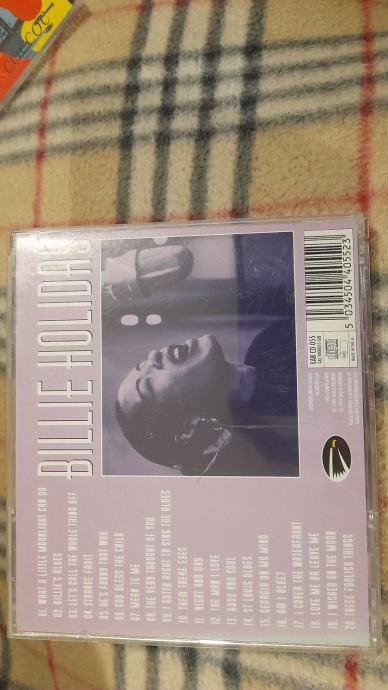 BILLIE HOLIDAY
01. WHAT A LITTLE MOONLIGHT CAN DO
02. BILLIE'S BLUES
03. LET'S CALL THE WHOLE THING OFF
04. STRANGE FRUIT
05. HE'S FUNNY THAT WAY
06. GOD BLESS THE CHILD
07. MEAN TO ME
08. THE VERY THOUGHT OF YOU
09. I GOTTA RIGHT TO SING THE BLUES
10. THEM THERE EYES
11. NIGHT AND DAY
12. THE MAN I LOVE
13. BODY AND SOUL
14. ST LOUIS BLUES
15. GEORGIA ON MY MIND
16. AM I BLUE?
17. I COVER THE WATERFRONT
18. LOVE ME OR LEAVE ME
19. I WISHED ON THE MOON
20. THESE FOOLISH THINGS
5 034504 405523
EAB CD 055